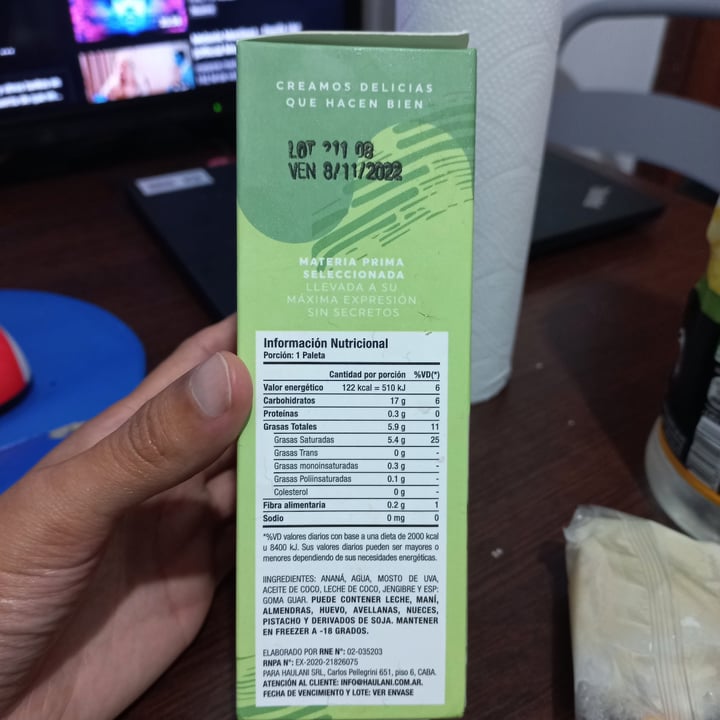 CREAMOS DELICIAS
QUE HACEN BIEN
LOT 211 08
VEN 8/11/2022
MATERIA PRIMA
SELECCIONADA
LLEVADA A SU
MÁXIMA EXPRESIÓN
SIN SECRETOS
Información Nutricional
Porción: 1 Paleta
Cantidad por porción %VD(*)
Valor energético 122 kcal = 510 kJ 6
Carbohidratos 17 g 6
Proteínas 0.3 g 0
Grasas Totales 5.9 g 11
Grasas Saturadas 5.4 g 25
Grasas Trans 0 g -
Grasas monoinsaturadas 0.3 g -
Grasas Poliinsaturadas 0.1 g -
Colesterol 0 g -
Fibra alimentaria 0.2 g 1
Sodio 0 mg 0
*%VD valores diarios con base a una dieta de 2000 kcal
u 8400 kJ. Sus valores diarios pueden ser mayores o
menores dependiendo de sus necesidades energéticas.
IINGREDIENTES: ANANÁ, AGUA, MOSTO DE UVA,
ACEITE DE COCO, LECHE DE COCO, JENGIBRE Y ESP:
GOMA GUAR. PUEDE CONTENER LECHE, MANÍ,
ALMENDRAS, HUEVO, AVELLANAS, NUECES,
PISTACHO Y DERIVADOS DE SOJA. MANTENER
EN FREEZER A -18 GRADOS.
ELABORADO POR RNE N°: 02-035203
RNPA N°: EX-2020-21826075
PARA HAULANI SRL, Carlos Pellegrini 651, piso 6, CABA.
ATENCIÓN AL CLIENTE: INFO@HAULANI.COM.AR.
FECHA DE VENCIMIENTO Y LOTE: VER ENVASE